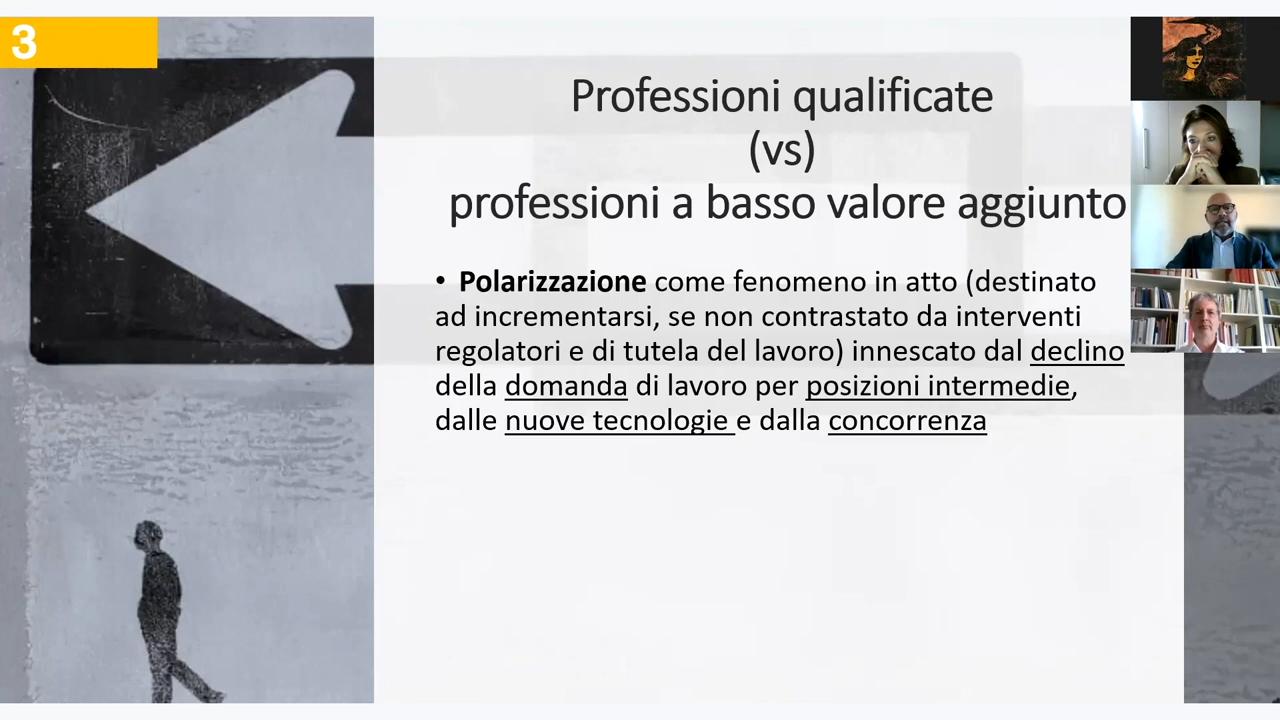 3
Professioni qualificate
(vs)
professioni a basso valore aggiunto
• Polarizzazione come fenomeno in atto (destinato
ad incrementarsi, se non contrastato da interventi
regolatori e di tutela del lavoro) innescato dal declino
della domanda di lavoro per posizioni intermedie,
dalle nuove tecnologie e dalla concorrenza